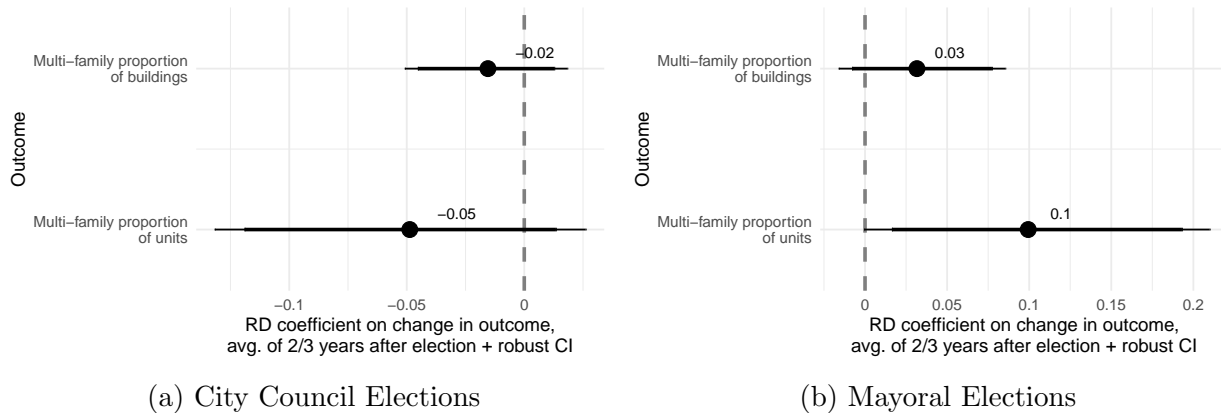 Multi−family proportion
of buildings
−0.02
Outcome
Multi−family proportion
of units
−0.05
−0.1 −0.05 0
RD coefficient on change in outcome,
avg. of 2/3 years after election + robust CI
(a) City Council Elections
Multi−family proportion
of buildings
0.03
Outcome
Multi−family proportion
of units
0.1
0 0.05 0.1 0.15 0.2
RD coefficient on change in outcome,
avg. of 2/3 years after election + robust CI
(b) Mayoral Elections